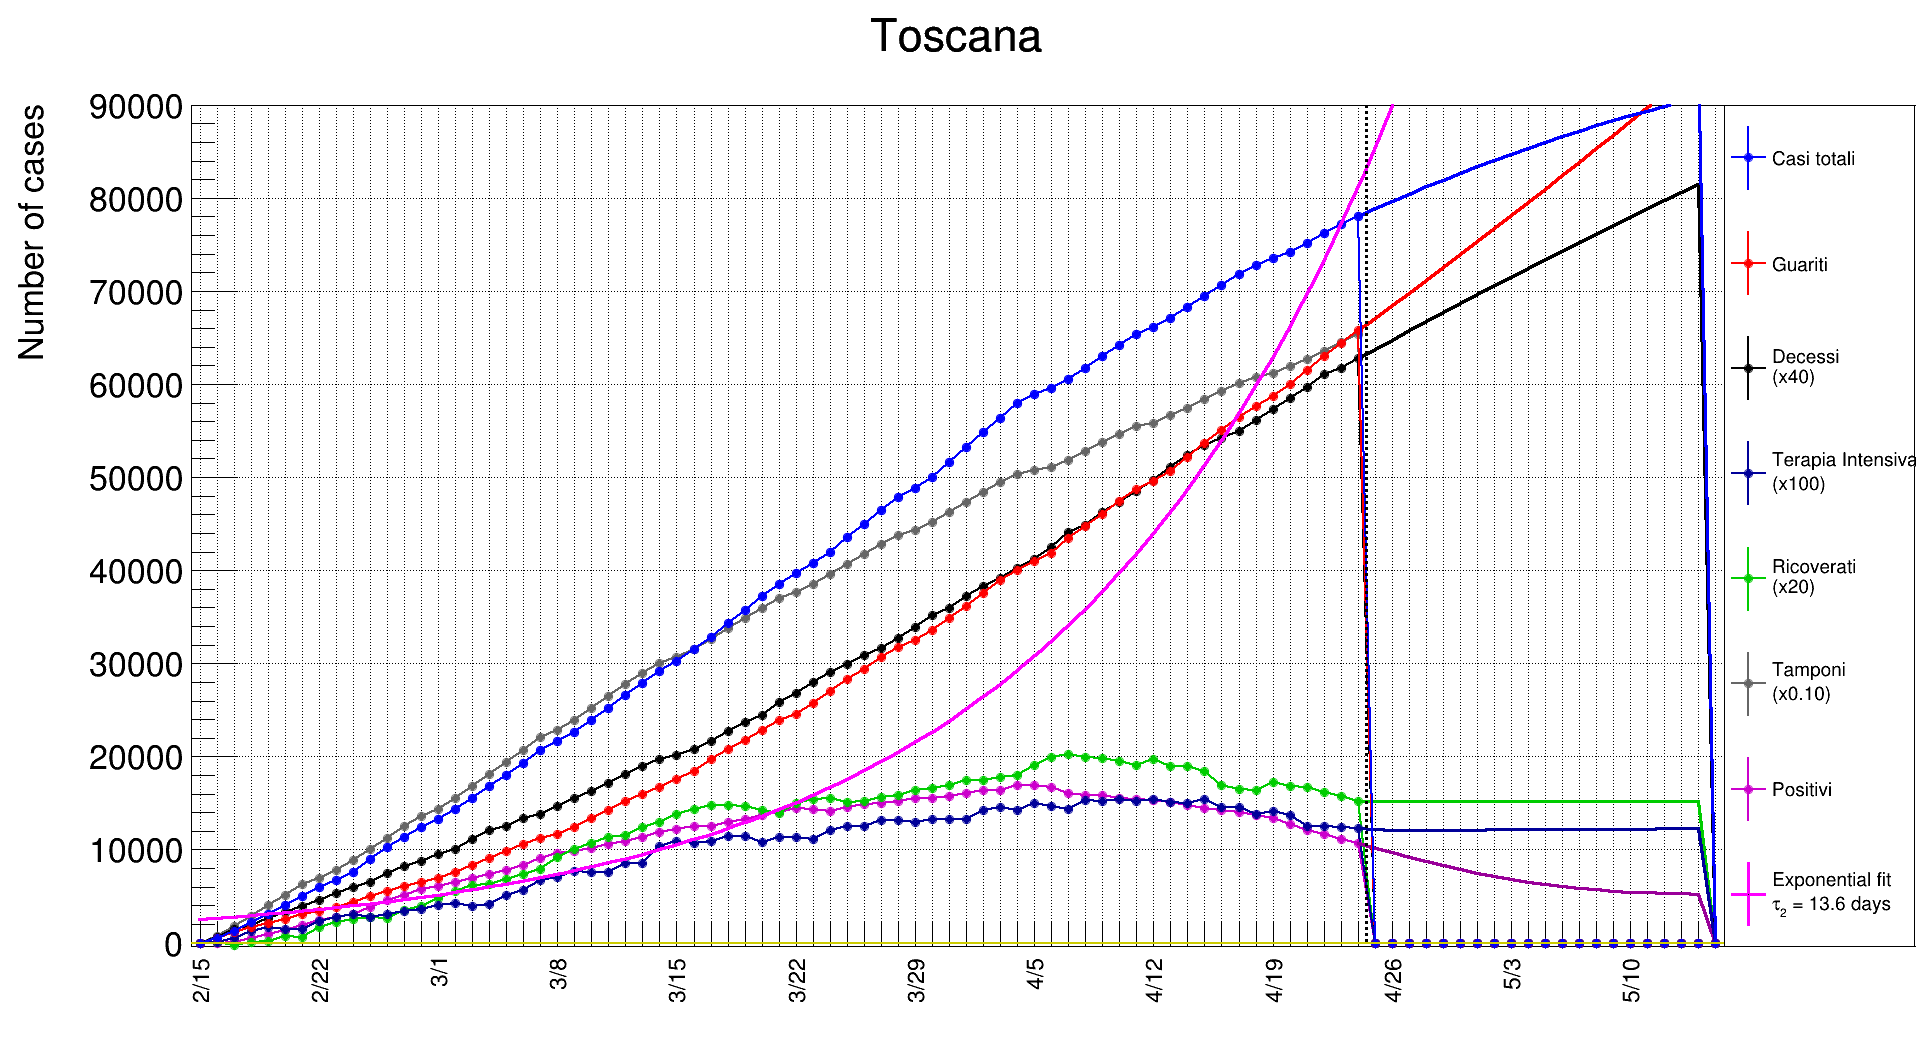 Toscana
Number of cases
90000
80000
70000
60000
50000
40000
30000
20000
10000
0
2/15
2/22
3/1
3/8
3/15
3/22
3/29
4/5
4/12
4/19
4/26
5/3
5/10
Casi totali
Guariti
Decessi
(x40)
Terapia Intensiva
(x100)
Ricoverati
(x20)
Tamponi
(x0.10)
Positivi
Exponential fit
τ2 = 13.6 days